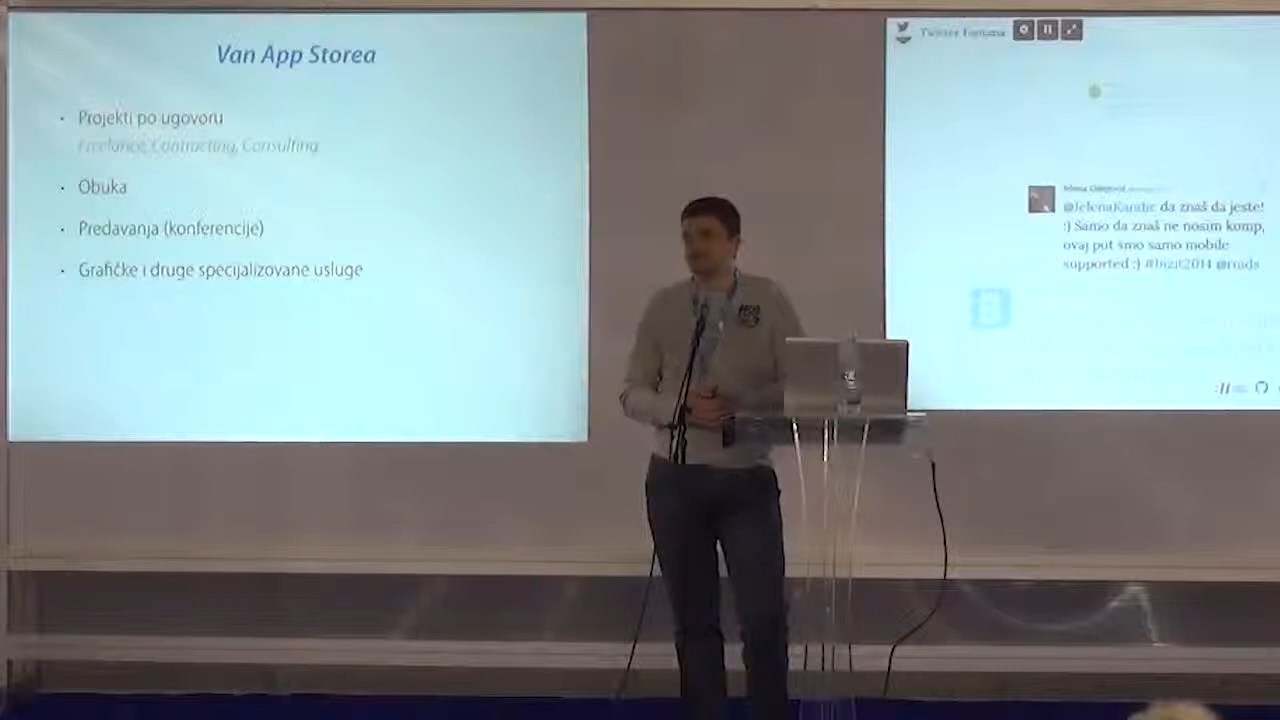 Van App Storea
Projekti po ugovoru
Freelance, Contracting, Consulting
Obuka
Predavanja (konferencije)
Grafičke i druge specijalizovane usluge
Twitter Fontana
@JelenaKandic da znaš da jeste!
:) Samo da znaš ne nosim komp,
ovaj put smo samo mobile
supported :) #bizit2014